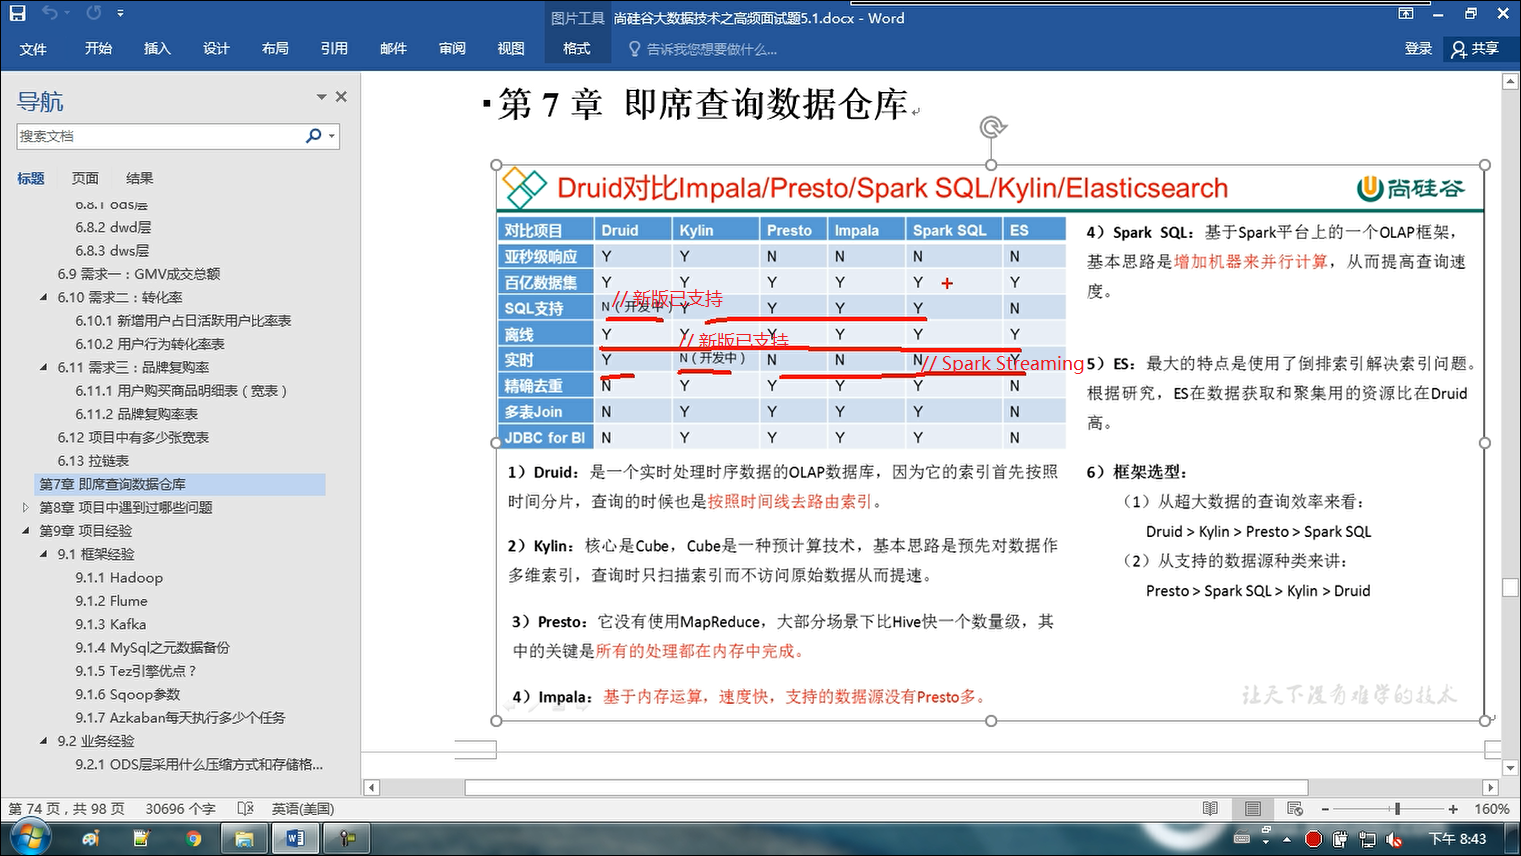 尚硅谷大数据技术之高频面试题5.1.docx - Word
图片工具
文件 开始 插入 设计 布局 引用 邮件 审阅 视图 格式 告诉我您想要做什么... 登录 共享
导航
搜索文档
标题 页面 结果
6.8.1 ods层
6.8.2 dwd层
6.8.3 dws层
6.9 需求一：GMV成交总额
6.10 需求二：转化率
6.10.1 新增用户占日活跃用户比率表
6.10.2 用户行为转化率表
6.11 需求三：品牌复购率
6.11.1 用户购买商品明细表（宽表）
6.11.2 品牌复购率表
6.12 项目中有多少张宽表
6.13 拉链表
第7章 即席查询数据仓库
第8章 项目中遇到过哪些问题
第9章 项目经验
9.1 框架经验
9.1.1 Hadoop
9.1.2 Flume
9.1.3 Kafka
9.1.4 MySql之元数据备份
9.1.5 Tez引擎优点？
9.1.6 Sqoop参数
9.1.7 Azkaban每天执行多少个任务
9.2 业务经验
9.2.1 ODS层采用什么压缩方式和存储格...
第 7 章 即席查询数据仓库
Druid对比Impala/Presto/Spark SQL/Kylin/Elasticsearch
尚硅谷
对比项目 Druid Kylin Presto Impala Spark SQL ES
亚秒级响应 Y Y N N N N
百亿数据集 Y Y Y Y Y Y
// 新版已支持
SQL支持 N（开发中） Y Y Y Y N
离线 Y Y Y Y Y Y
// 新版已支持
实时 Y N（开发中） N N N Y
// Spark Streaming
精确去重 N Y Y Y Y N
多表Join N Y Y Y Y N
JDBC for BI N Y Y Y Y N
1）Druid：是一个实时处理时序数据的OLAP数据库，因为它的索引首先按照
时间分片，查询的时候也是按照时间线去路由索引。
2）Kylin：核心是Cube，Cube是一种预计算技术，基本思路是预先对数据作
多维索引，查询时只扫描索引而不访问原始数据从而提速。
3）Presto：它没有使用MapReduce，大部分场景下比Hive快一个数量级，其
中的关键是所有的处理都在内存中完成。
4）Impala：基于内存运算，速度快，支持的数据源没有Presto多。
4）Spark SQL：基于Spark平台上的一个OLAP框架，
基本思路是增加机器来并行计算，从而提高查询速
度。
5）ES：最大的特点是使用了倒排索引解决索引问题。
根据研究，ES在数据获取和聚集用的资源比在Druid
高。
6）框架选型：
（1）从超大数据的查询效率来看：
Druid > Kylin > Presto > Spark SQL
（2）从支持的数据源种类来讲：
Presto > Spark SQL > Kylin > Druid
让天下没有难学的技术
第 74 页，共 98 页 30696 个字 英语(美国) 160%
下午 8:43